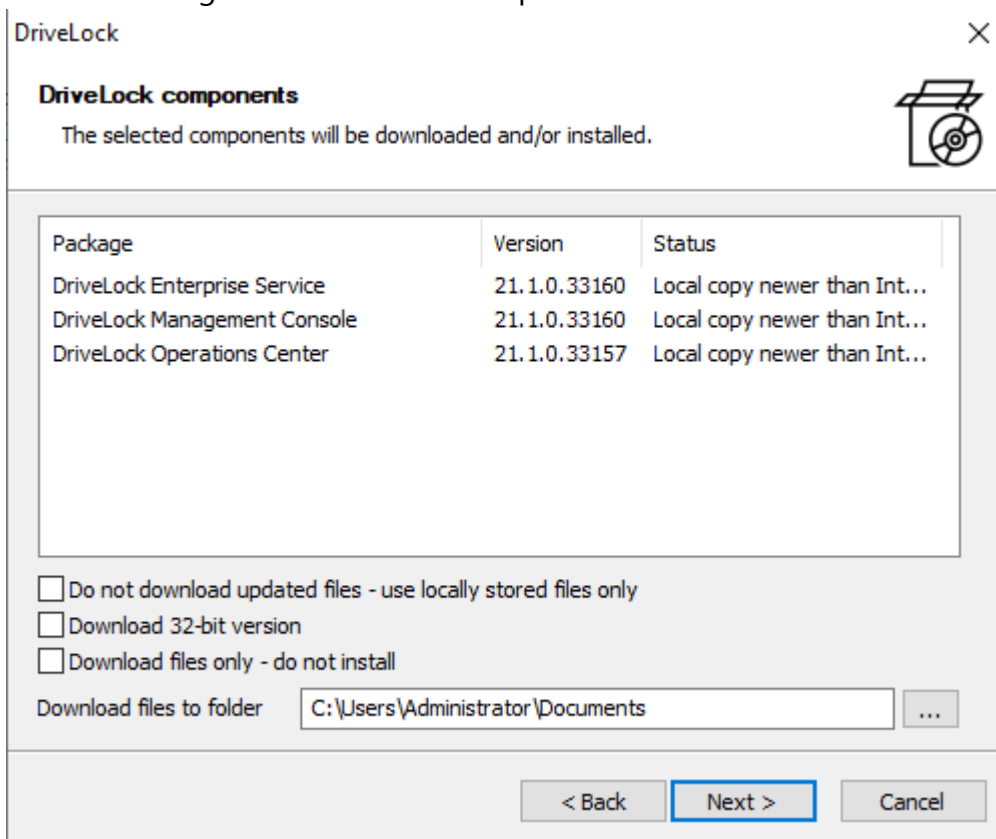 DriveLock
DriveLock components
The selected components will be downloaded and/or installed.
Package Version Status
DriveLock Enterprise Service 21.1.0.33160 Local copy newer than Int...
DriveLock Management Console 21.1.0.33160 Local copy newer than Int...
DriveLock Operations Center 21.1.0.33157 Local copy newer than Int...
Do not download updated files - use locally stored files only
Download 32-bit version
Download files only - do not install
Download files to folder C:\Users\Administrator\Documents ...
< Back Next > Cancel